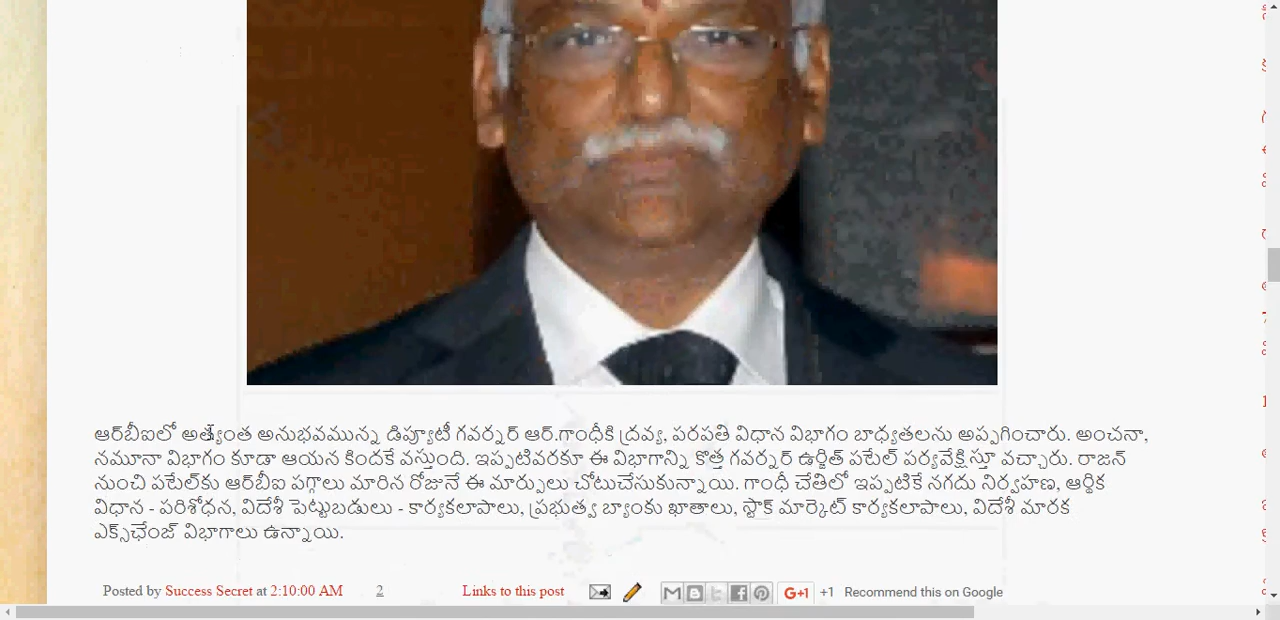 ఆర్‌బీఐలో అత్యంత అనుభవమున్న డిప్యూటీ గవర్నర్ ఆర్.గాంధీకి ద్రవ్య, పరపతి విధాన విభాగం బాధ్యతలను అప్పగించారు. అంచనా,
నమూనా విభాగం కూడా ఆయన కిందకే వస్తుంది. ఇప్పటివరకూ ఈ విభాగాన్ని కొత్త గవర్నర్ ఉర్జిత్ పటేల్ పర్యవేక్షిస్తూ వచ్చారు. రాజన్
నుంచి పటేల్‌కు ఆర్‌బీఐ పగ్గాలు మారిన రోజునే ఈ మార్పులు చోటుచేసుకున్నాయి. గాంధీ చేతిలో ఇప్పటికే నగదు నిర్వహణ, ఆర్థిక
విధాన - పరిశోధన, విదేశీ పెట్టుబడులు - కార్యకలాపాలు, ప్రభుత్వ బ్యాంకు ఖాతాలు, స్టాక్ మార్కెట్ కార్యకలాపాలు, విదేశీ మారక
ఎక్స్‌ఛేంజ్ విభాగాలు ఉన్నాయి.
Posted by Success Secret at 2:10:00 AM 2 Links to this post G+1 +1 Recommend this on Google